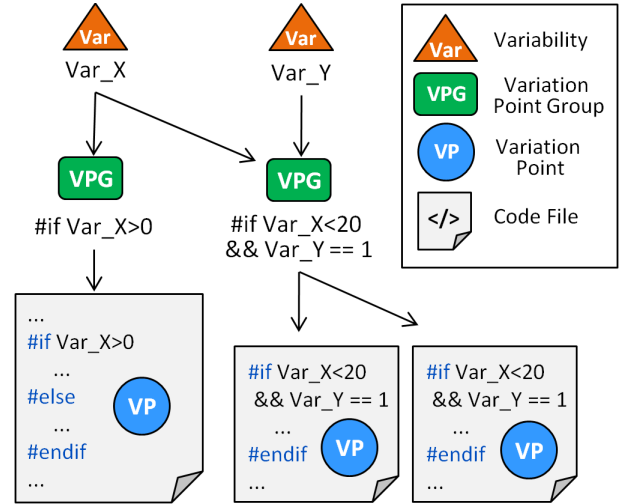 Var
Var_X
Var
Var_Y
VPG
#if Var_X>0
VPG
#if Var_X<20
&& Var_Y == 1
Var
Variability
VPG
Variation
Point Group
VP
Variation
Point
</>
Code File
...
#if Var_X>0
...
#else
...
#endif
...
VP
#if Var_X<20
&& Var_Y == 1
...
#endif
...
VP
#if Var_X<20
&& Var_Y == 1
...
#endif
...
VP